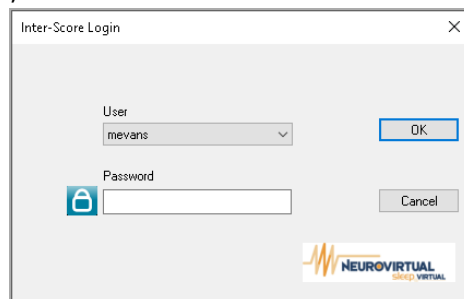 Inter-Score Login
User
mevans
OK
Password
Cancel
NEUROVIRTUAL
SLEEP VIRTUAL